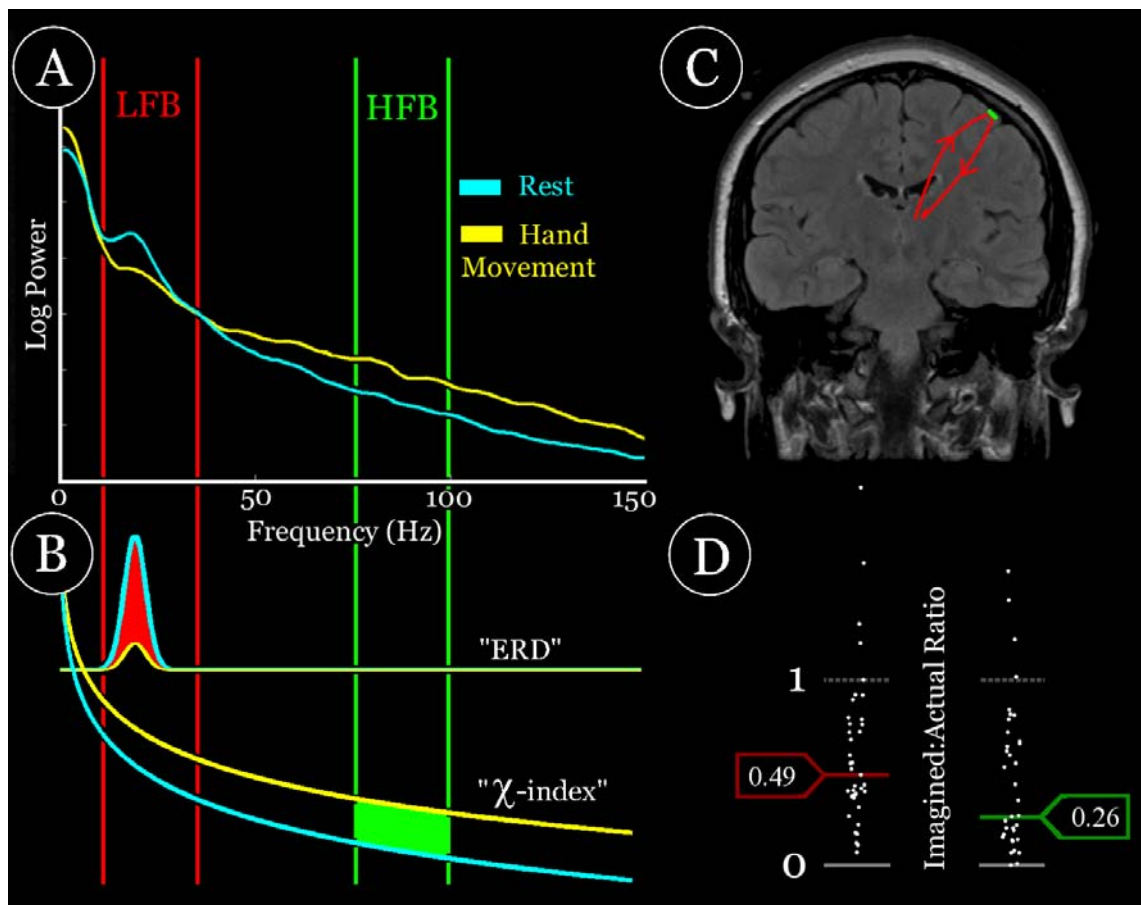 A
LFB
HFB
Rest
Hand
Movement
Log Power
0
50
100
150
Frequency (Hz)
B
"ERD"
"χ-index"
C
D
Imagined:Actual Ratio
1
0.49
0.26
0